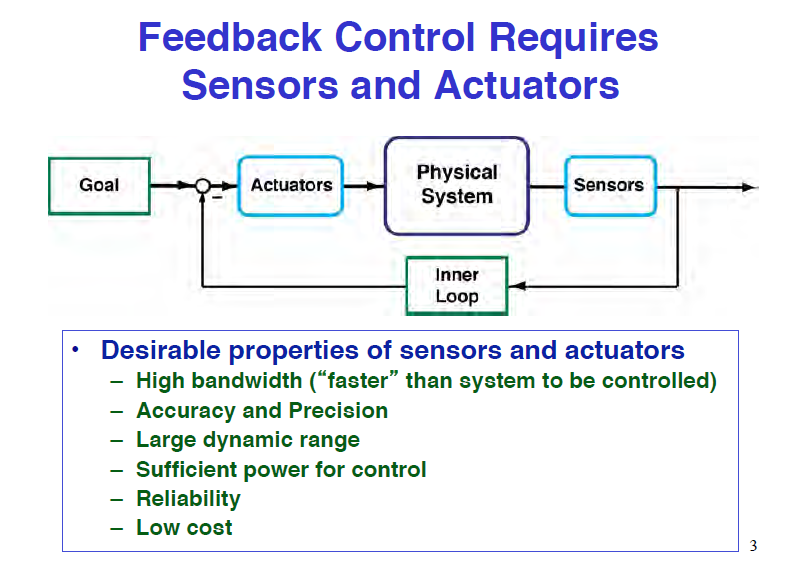 Feedback Control Requires
Sensors and Actuators
Goal
Actuators
Physical
System
Sensors
–
Inner
Loop
• Desirable properties of sensors and actuators
– High bandwidth (“faster” than system to be controlled)
– Accuracy and Precision
– Large dynamic range
– Sufficient power for control
– Reliability
– Low cost
3